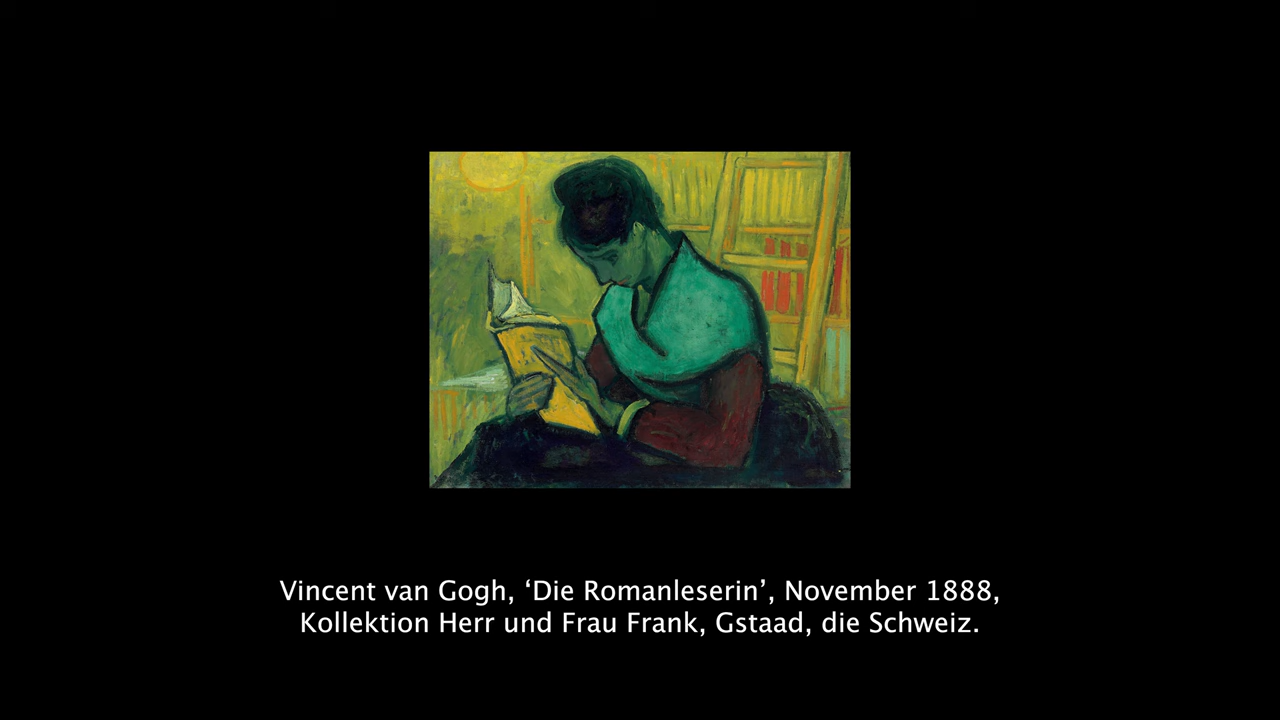 Vincent van Gogh, ‘Die Romanleserin’, November 1888,
Kollektion Herr und Frau Frank, Gstaad, die Schweiz.